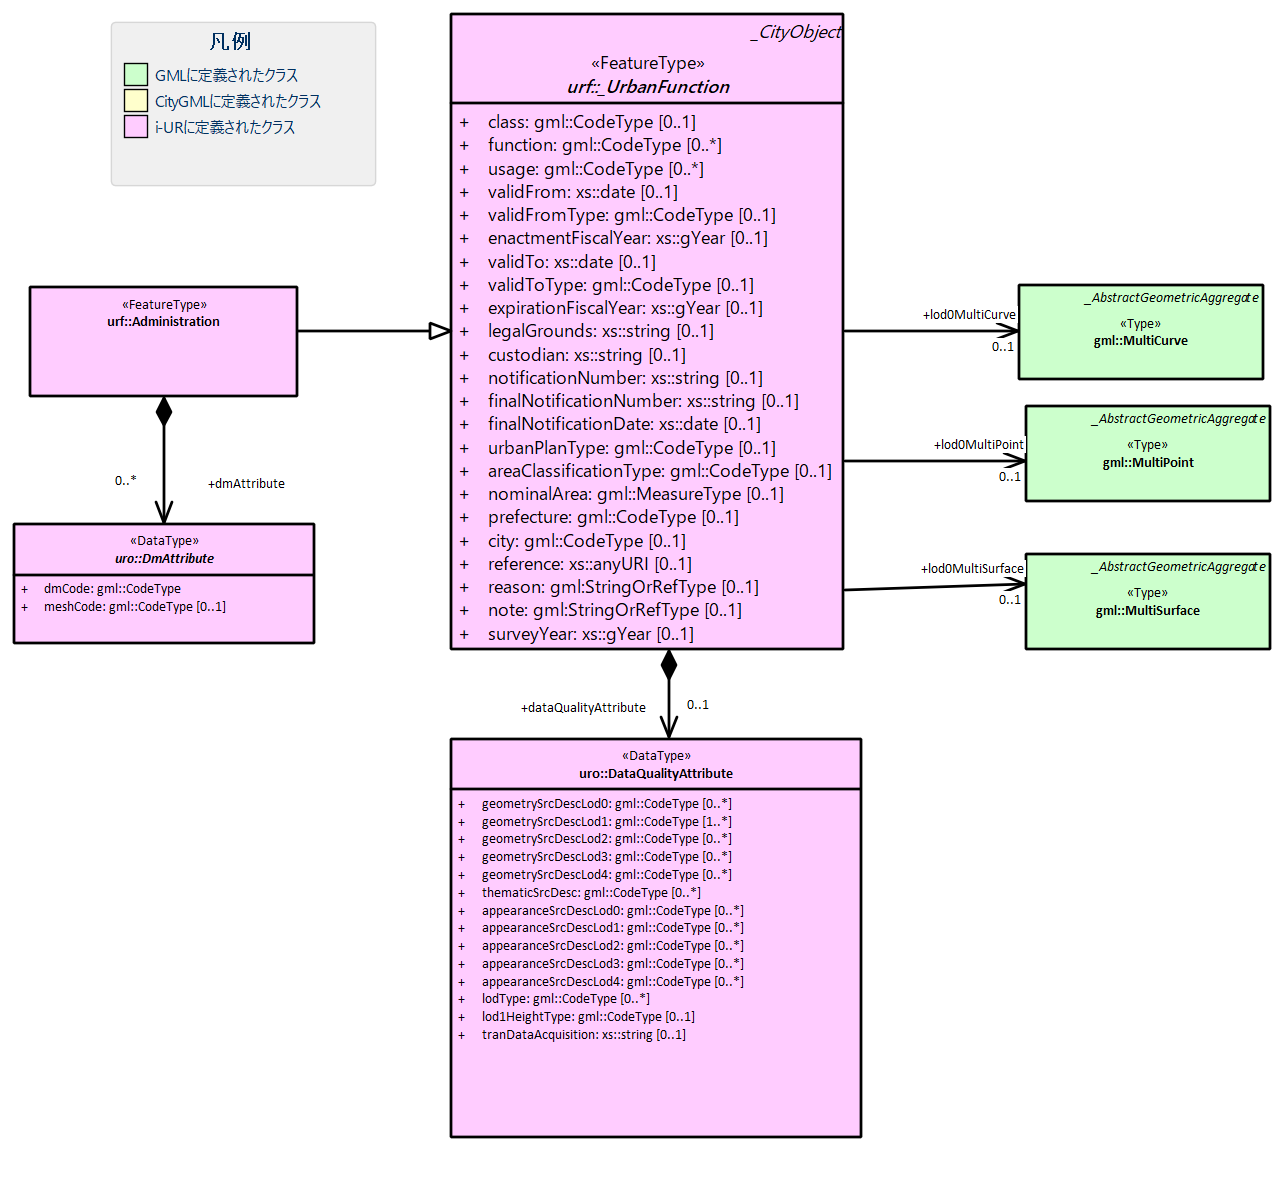 凡例
GMLに定義されたクラス
CityGMLに定義されたクラス
i-URに定義されたクラス
_CityObject
«FeatureType»
urf::_UrbanFunction
+ class: gml::CodeType [0..1]
+ function: gml::CodeType [0..*]
+ usage: gml::CodeType [0..*]
+ validFrom: xs::date [0..1]
+ validFromType: gml::CodeType [0..1]
+ enactmentFiscalYear: xs::gYear [0..1]
+ validTo: xs::date [0..1]
+ validToType: gml::CodeType [0..1]
+ expirationFiscalYear: xs::gYear [0..1]
+ legalGrounds: xs::string [0..1]
+ custodian: xs::string [0..1]
+ notificationNumber: xs::string [0..1]
+ finalNotificationNumber: xs::string [0..1]
+ finalNotificationDate: xs::date [0..1]
+ urbanPlanType: gml::CodeType [0..1]
+ areaClassificationType: gml::CodeType [0..1]
+ nominalArea: gml::MeasureType [0..1]
+ prefecture: gml::CodeType [0..1]
+ city: gml::CodeType [0..1]
+ reference: xs::anyURI [0..1]
+ reason: gml:StringOrRefType [0..1]
+ note: gml:StringOrRefType [0..1]
+ surveyYear: xs::gYear [0..1]
«FeatureType»
urf::Administration
0..*
+dmAttribute
«DataType»
uro::DmAttribute
+ dmCode: gml::CodeType
+ meshCode: gml::CodeType [0..1]
+lod0MultiCurve
0..1
_AbstractGeometricAggregate
«Type»
gml::MultiCurve
+lod0MultiPoint
0..1
_AbstractGeometricAggregate
«Type»
gml::MultiPoint
+lod0MultiSurface
0..1
_AbstractGeometricAggregate
«Type»
gml::MultiSurface
+dataQualityAttribute
0..1
«DataType»
uro::DataQualityAttribute
+ geometrySrcDescLod0: gml::CodeType [0..*]
+ geometrySrcDescLod1: gml::CodeType [1..*]
+ geometrySrcDescLod2: gml::CodeType [0..*]
+ geometrySrcDescLod3: gml::CodeType [0..*]
+ geometrySrcDescLod4: gml::CodeType [0..*]
+ thematicSrcDesc: gml::CodeType [0..*]
+ appearanceSrcDescLod0: gml::CodeType [0..*]
+ appearanceSrcDescLod1: gml::CodeType [0..*]
+ appearanceSrcDescLod2: gml::CodeType [0..*]
+ appearanceSrcDescLod3: gml::CodeType [0..*]
+ appearanceSrcDescLod4: gml::CodeType [0..*]
+ lodType: gml::CodeType [0..*]
+ lod1HeightType: gml::CodeType [0..1]
+ tranDataAcquisition: xs::string [0..1]